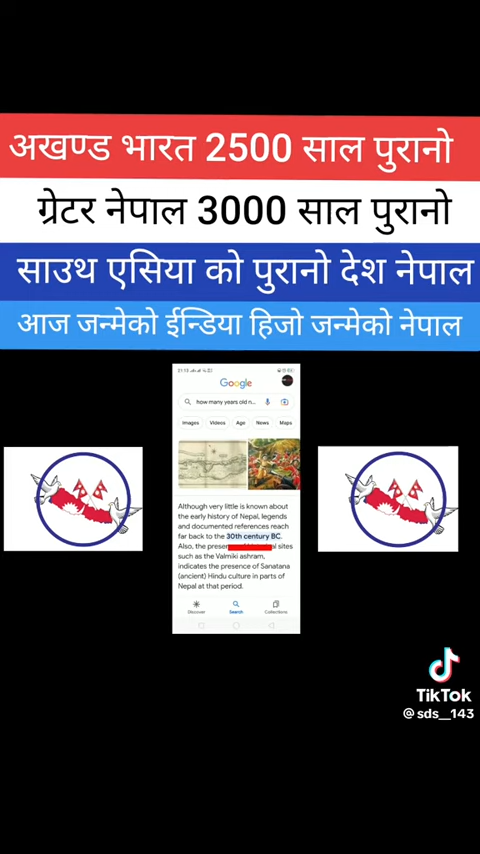 अखण्ड भारत 2500 साल पुरानो
ग्रेटर नेपाल 3000 साल पुरानो
साउथ एसिया को पुरानो देश नेपाल
आज जन्मेको ईन्डिया हिजो जन्मेको नेपाल
Google
how many years old n...
Images Videos Age News Maps
Although very little is known about
the early history of Nepal, legends
and documented references reach
far back to the 30th century BC.
Also, the sites
such as the Valmiki ashram,
indicates the presence of Sanatana
(ancient) Hindu culture in parts of
Nepal at that period.
Discover Search Collections
TikTok
@sds__143